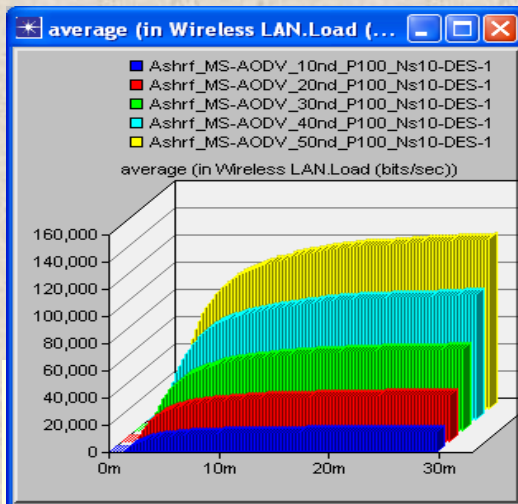 average (in Wireless LAN.Load (...
Ashrf_MS-AODV_10nd_P100_Ns10-DES-1
Ashrf_MS-AODV_20nd_P100_Ns10-DES-1
Ashrf_MS-AODV_30nd_P100_Ns10-DES-1
Ashrf_MS-AODV_40nd_P100_Ns10-DES-1
Ashrf_MS-AODV_50nd_P100_Ns10-DES-1
average (in Wireless LAN.Load (bits/sec))
160,000
140,000
120,000
100,000
80,000
60,000
40,000
20,000
0
0m 10m 20m 30m